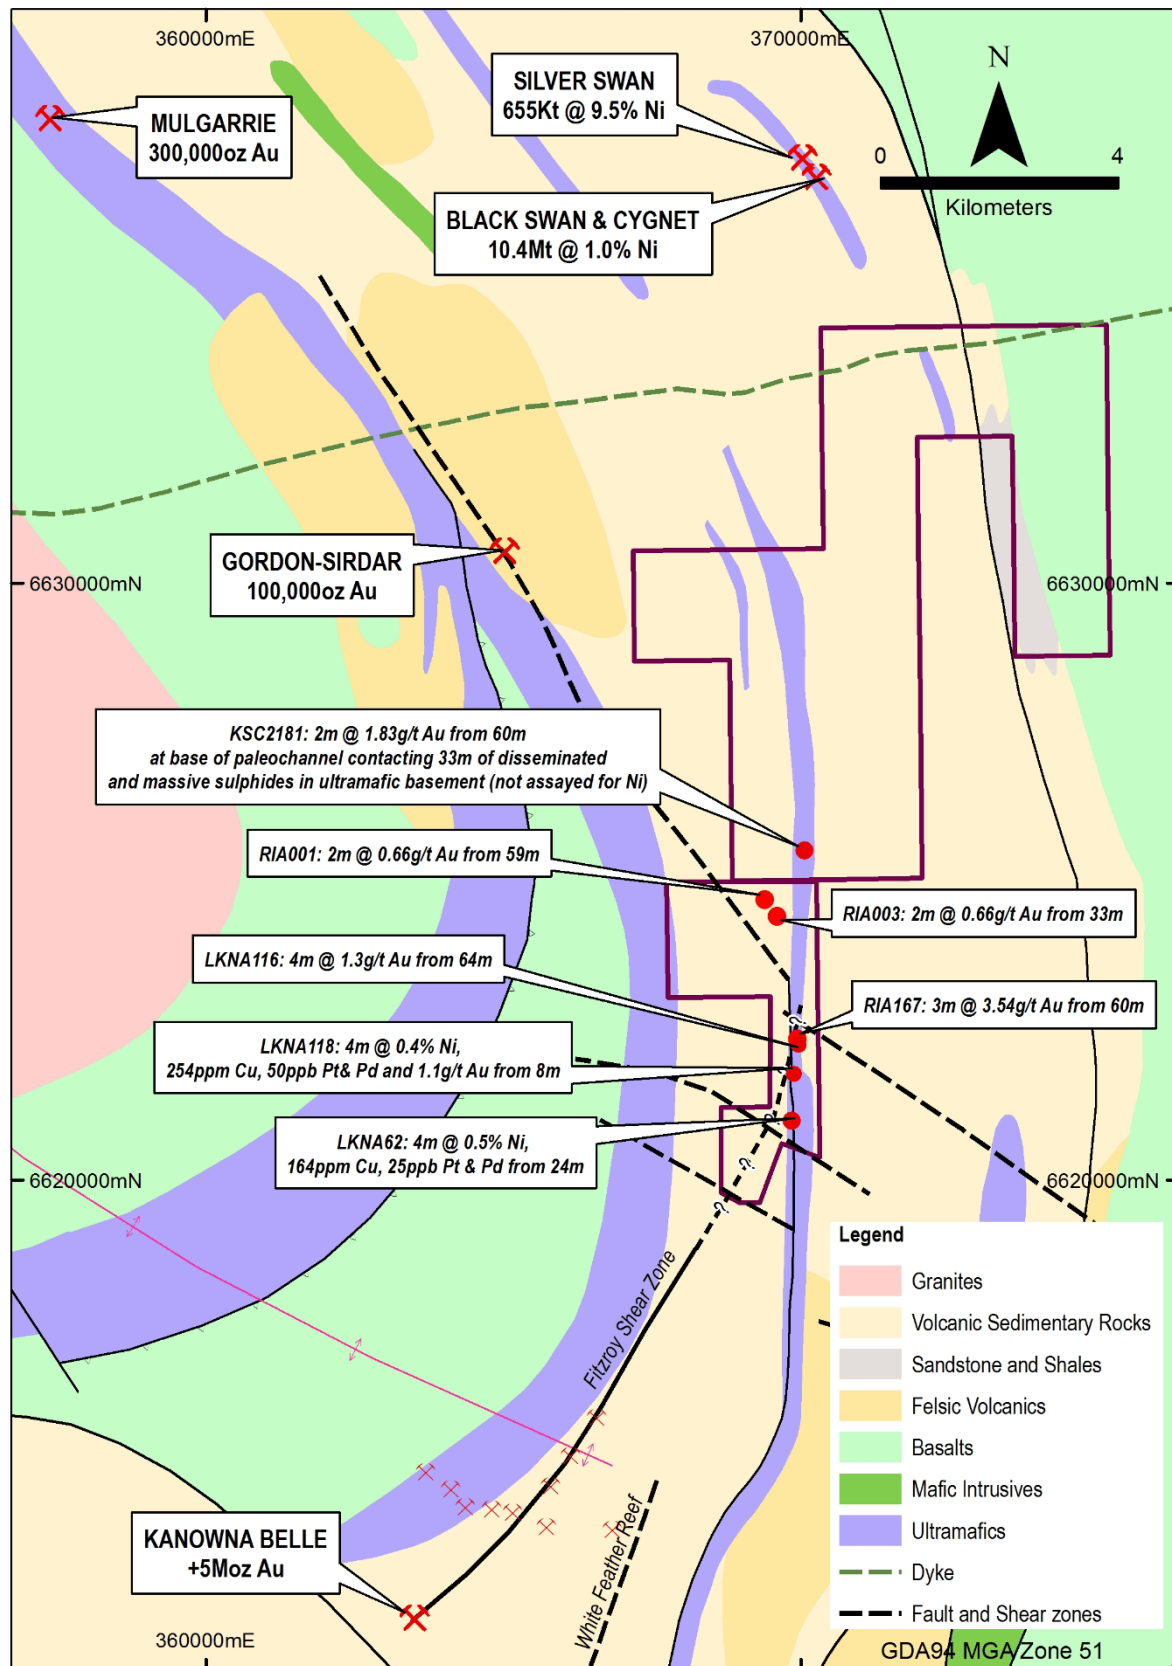 360000mE
370000mE
SILVER SWAN
655Kt @ 9.5% Ni
N
MULGARRIE
300,000oz Au
0
4
Kilometers
BLACK SWAN & CYGNET
10.4Mt @ 1.0% Ni
GORDON-SIRDAR
100,000oz Au
6630000mN
6630000mN
KSC2181: 2m @ 1.83g/t Au from 60m
at base of paleochannel contacting 33m of disseminated
and massive sulphides in ultramafic basement (not assayed for Ni)
RIA001: 2m @ 0.66g/t Au from 59m
RIA003: 2m @ 0.66g/t Au from 33m
LKNA116: 4m @ 1.3g/t Au from 64m
RIA167: 3m @ 3.54g/t Au from 60m
?
LKNA118: 4m @ 0.4% Ni,
254ppm Cu, 50ppb Pt& Pd and 1.1g/t Au from 8m
?
LKNA62: 4m @ 0.5% Ni,
164ppm Cu, 25ppb Pt & Pd from 24m
?
6620000mN
6620000mN
?
Fitzroy Shear Zone
Legend
Granites
Volcanic Sedimentary Rocks
Sandstone and Shales
Felsic Volcanics
Basalts
Mafic Intrusives
Ultramafics
Dyke
Fault and Shear zones
KANOWNA BELLE
+5Moz Au
White Feather Reef
360000mE
GDA94 MGA Zone 51